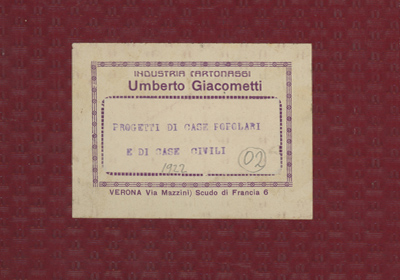 INDUSTRIA CARTONAGGI
Umberto Giacometti
PROGETTI DI CASE POPOLARI
E DI CASE CIVILI
1922
02
VERONA Via Mazzini) Scudo di Francia 6